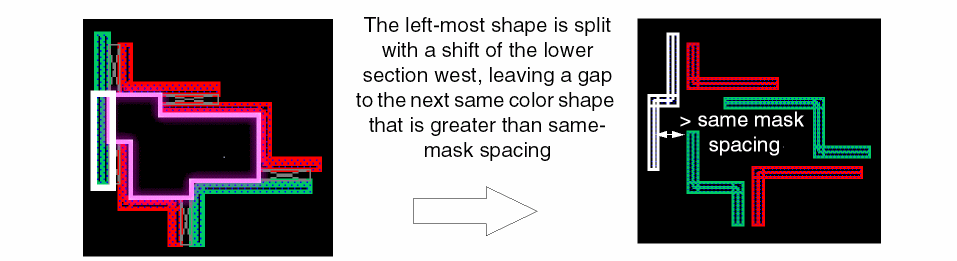 The left-most shape is split
with a shift of the lower
section west, leaving a gap
to the next same color shape
that is greater than same-
mask spacing
> same mask
spacing